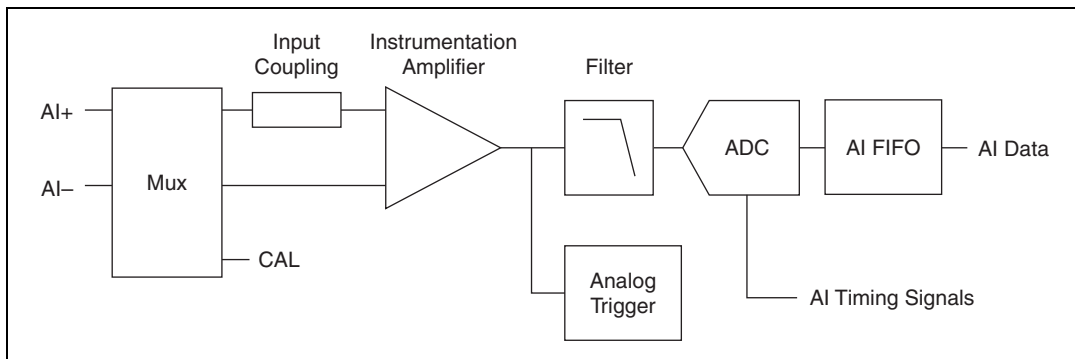 Input
Coupling
Instrumentation
Amplifier
Filter
AI+
AI–
Mux
CAL
ADC
AI FIFO
AI Data
Analog
Trigger
AI Timing Signals